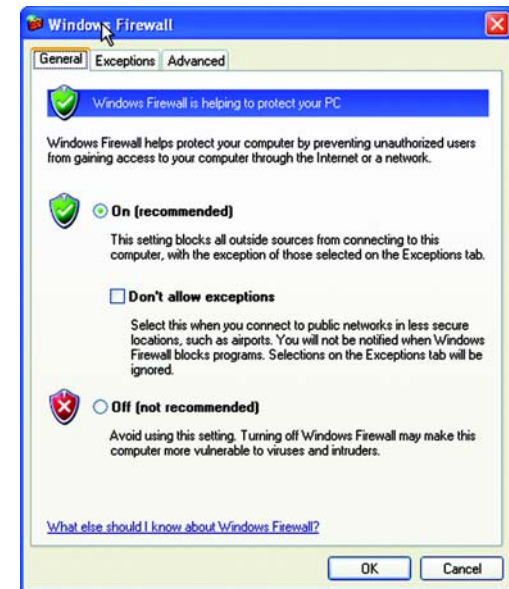 Windows Firewall
General Exceptions Advanced
Windows Firewall is helping to protect your PC
Windows Firewall helps protect your computer by preventing unauthorized users
from gaining access to your computer through the Internet or a network.
On (recommended)
This setting blocks all outside sources from connecting to this
computer, with the exception of those selected on the Exceptions tab.
Don't allow exceptions
Select this when you connect to public networks in less secure
locations, such as airports. You will not be notified when Windows
Firewall blocks programs. Selections on the Exceptions tab will be
ignored.
Off (not recommended)
Avoid using this setting. Turning off Windows Firewall may make this
computer more vulnerable to viruses and intruders.
What else should I know about Windows Firewall?
OK Cancel